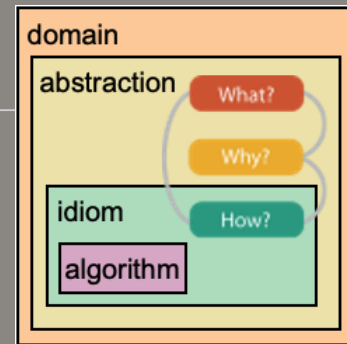 domain
abstraction
What?
Why?
idiom
How?
algorithm